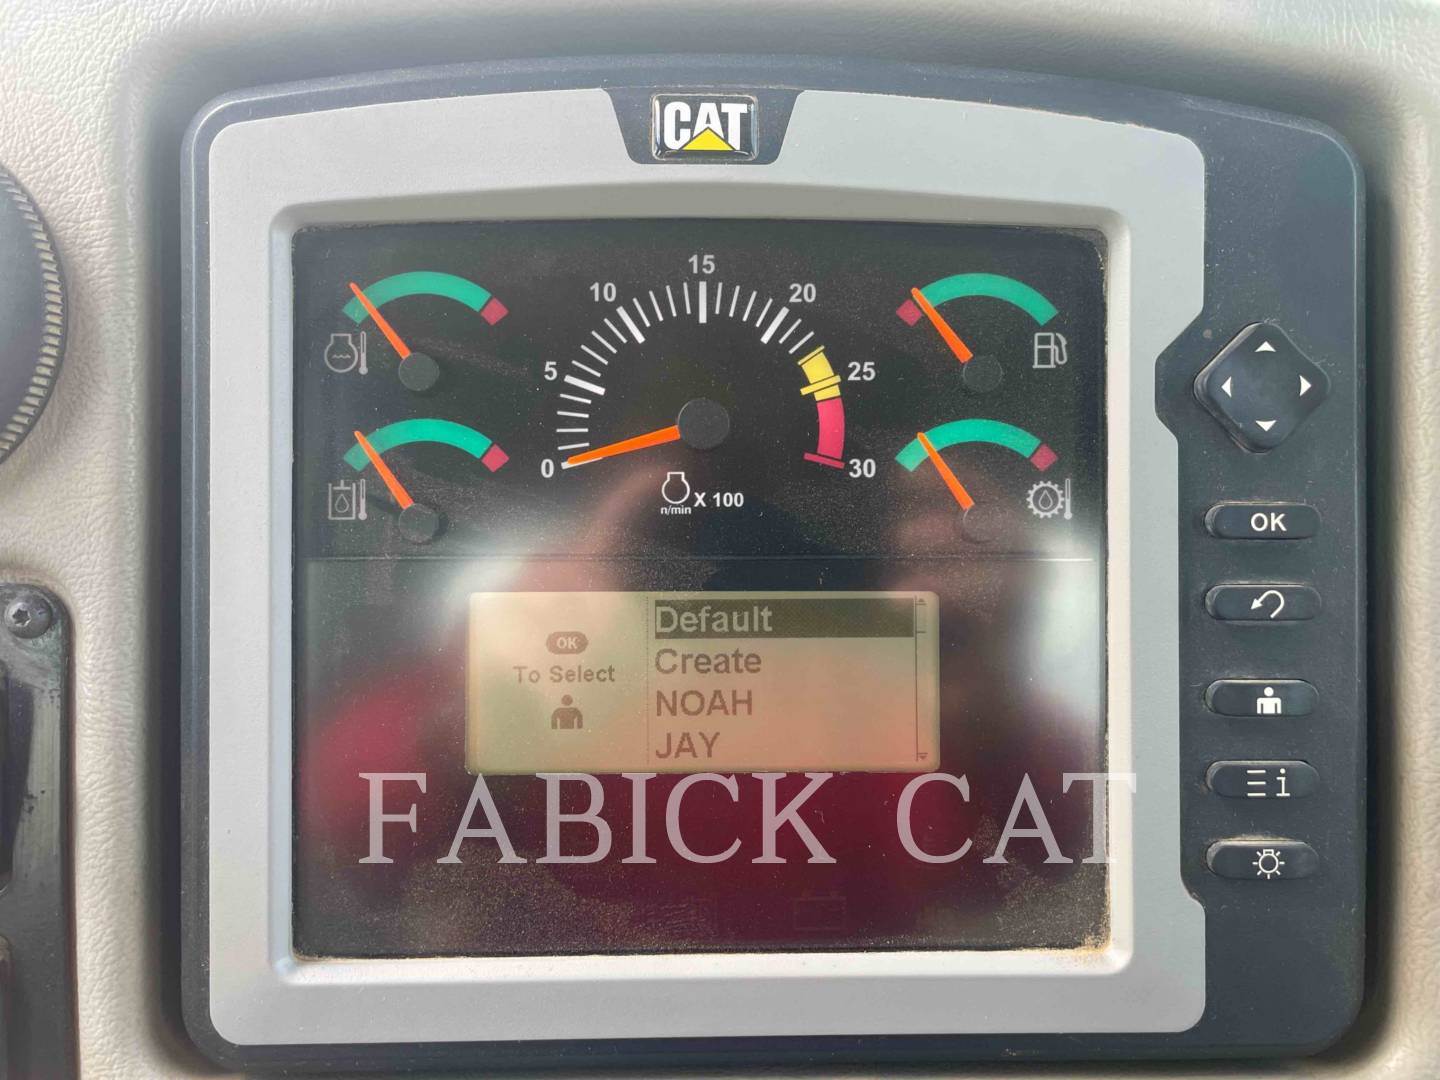 CAT
15
10
20
5
25
0
30
n/min X 100
OK
To Select
Default
Create
NOAH
JAY
OK
i
FABICK CAT